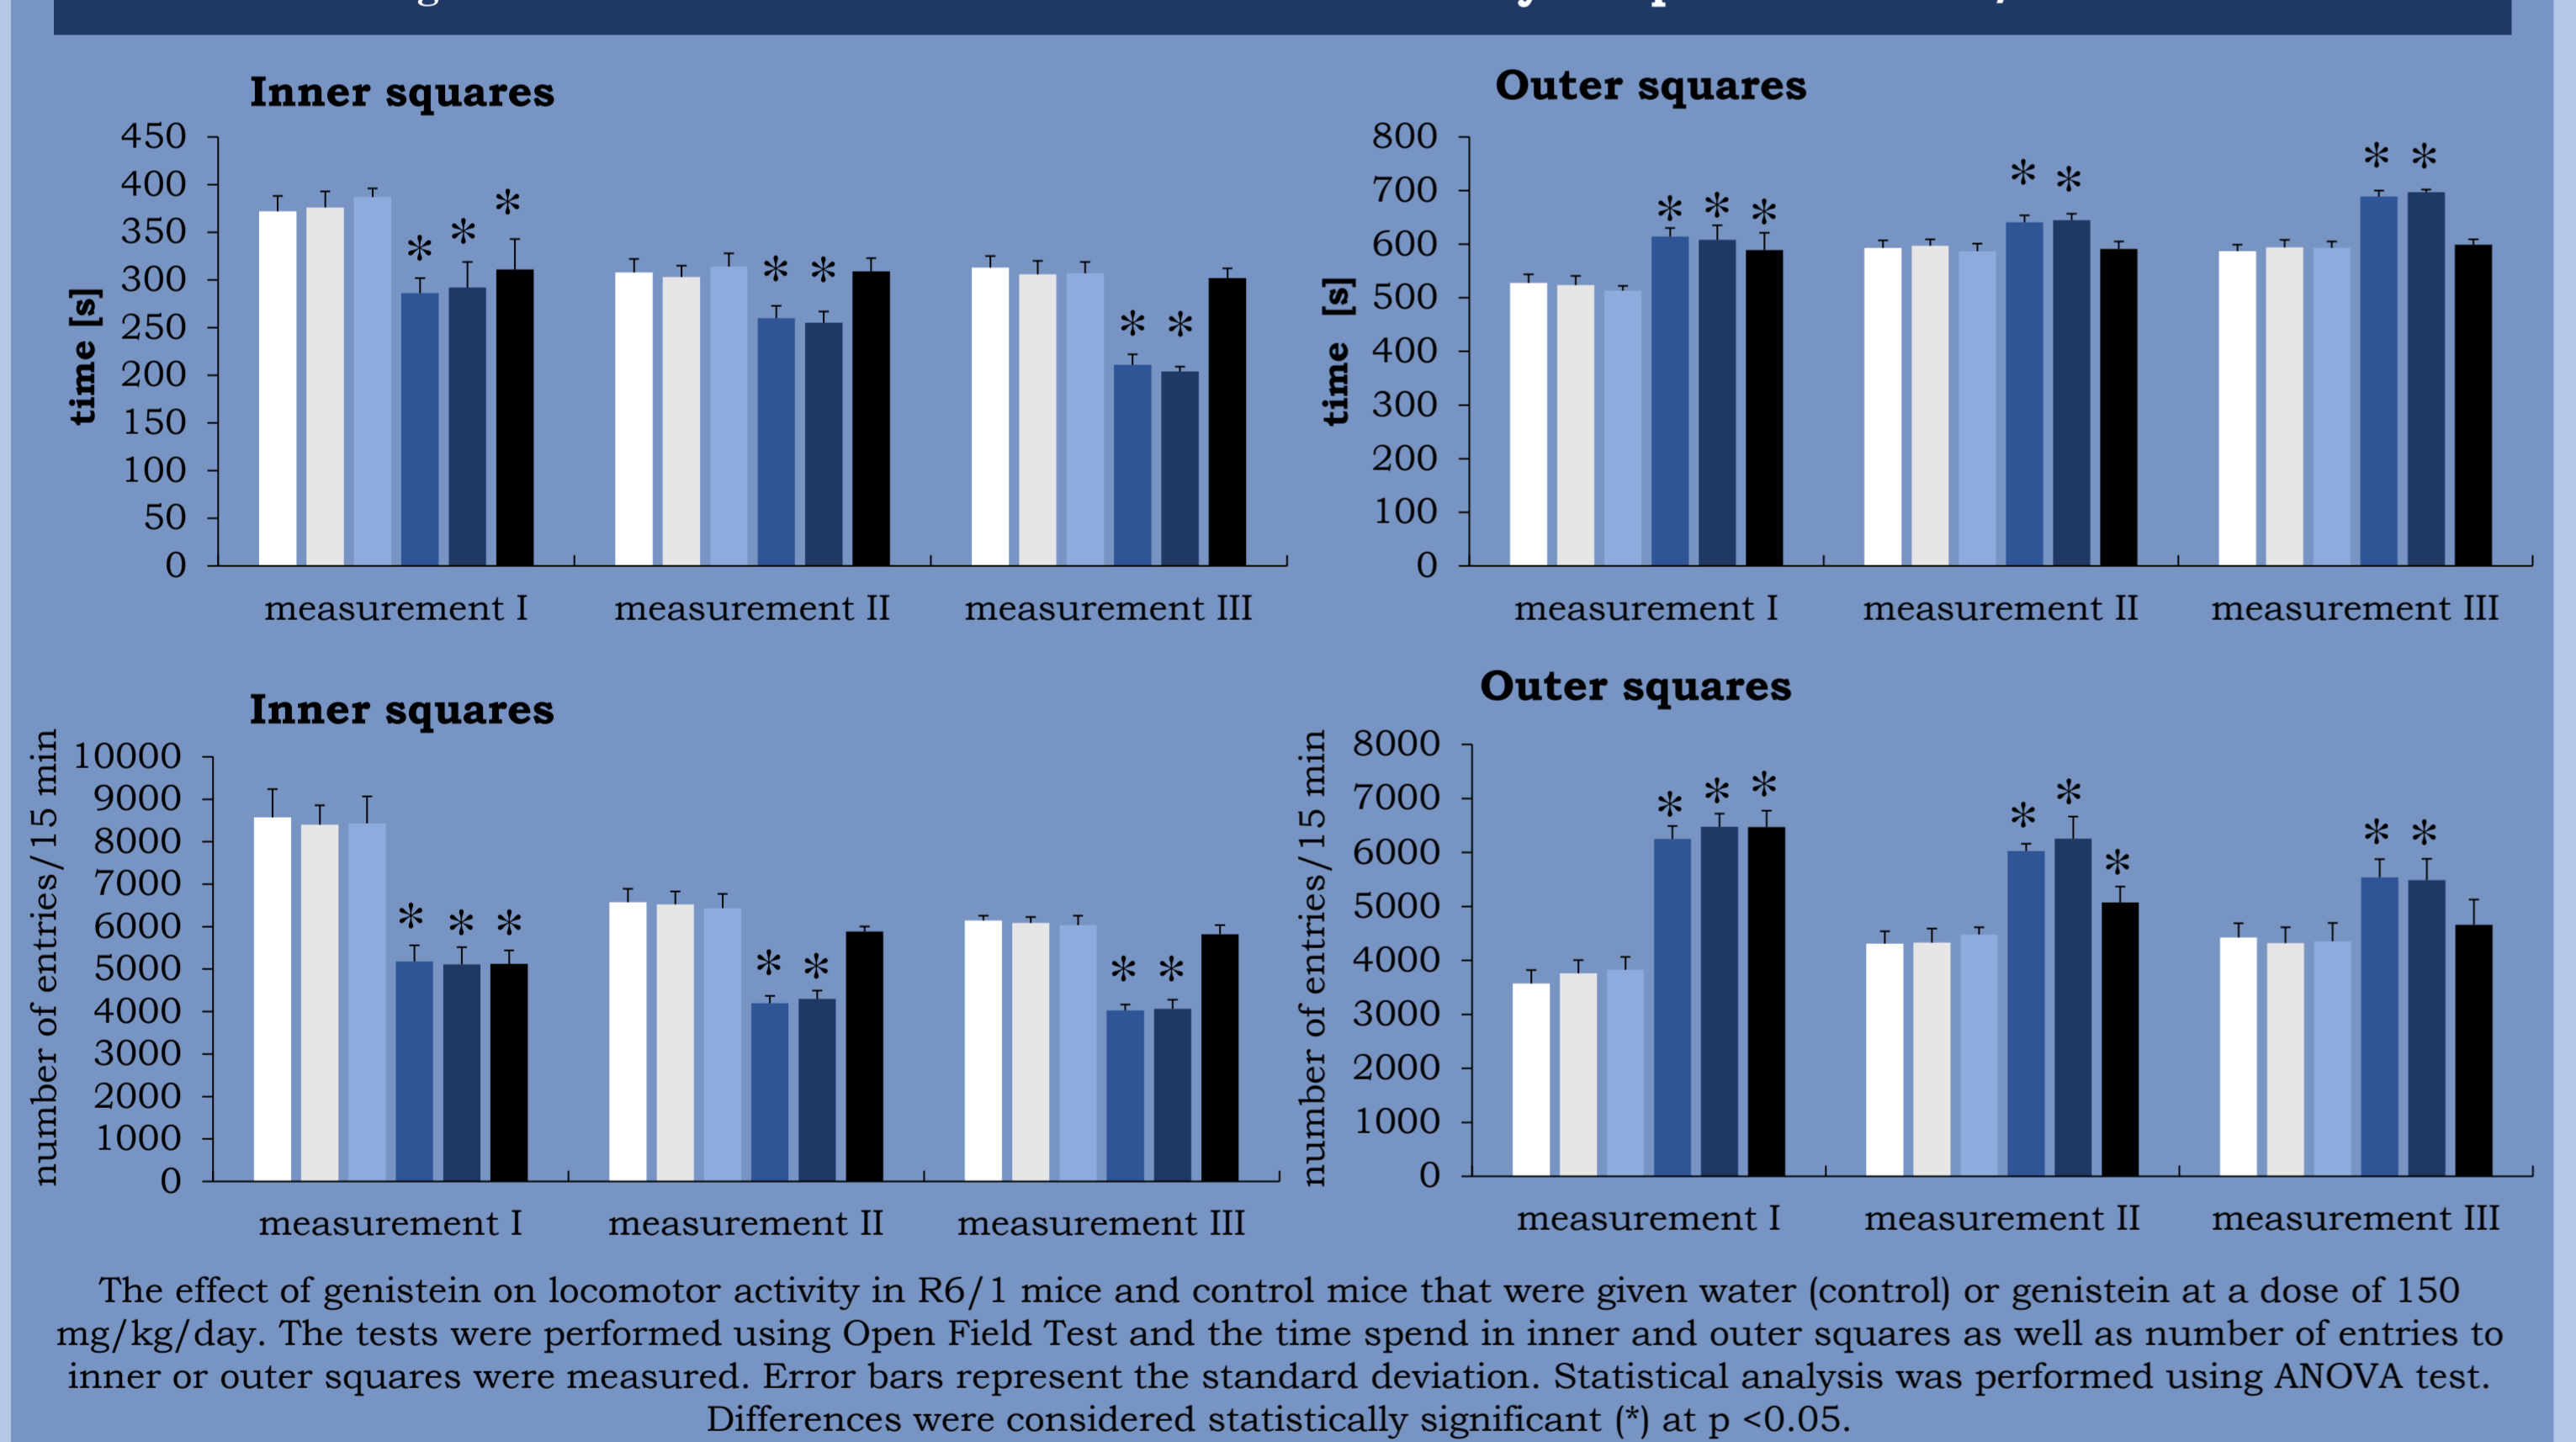 Inner squares
450
400
350
300
250
200
150
100
50
0
time [s]
* * *
* *
* *
measurement I measurement II measurement III
Outer squares
800
700
600
500
400
300
200
100
0
time [s]
* * *
* *
* *
measurement I measurement II measurement III
Inner squares
10000
9000
8000
7000
6000
5000
4000
3000
2000
1000
0
number of entries/15 min
* * *
* *
* *
measurement I measurement II measurement III
Outer squares
8000
7000
6000
5000
4000
3000
2000
1000
0
number of entries/15 min
* * *
* * *
* *
measurement I measurement II measurement III
The effect of genistein on locomotor activity in R6/1 mice and control mice that were given water (control) or genistein at a dose of 150
mg/kg/day. The tests were performed using Open Field Test and the time spend in inner and outer squares as well as number of entries to
inner or outer squares were measured. Error bars represent the standard deviation. Statistical analysis was performed using ANOVA test.
Differences were considered statistically significant (*) at p <0.05.